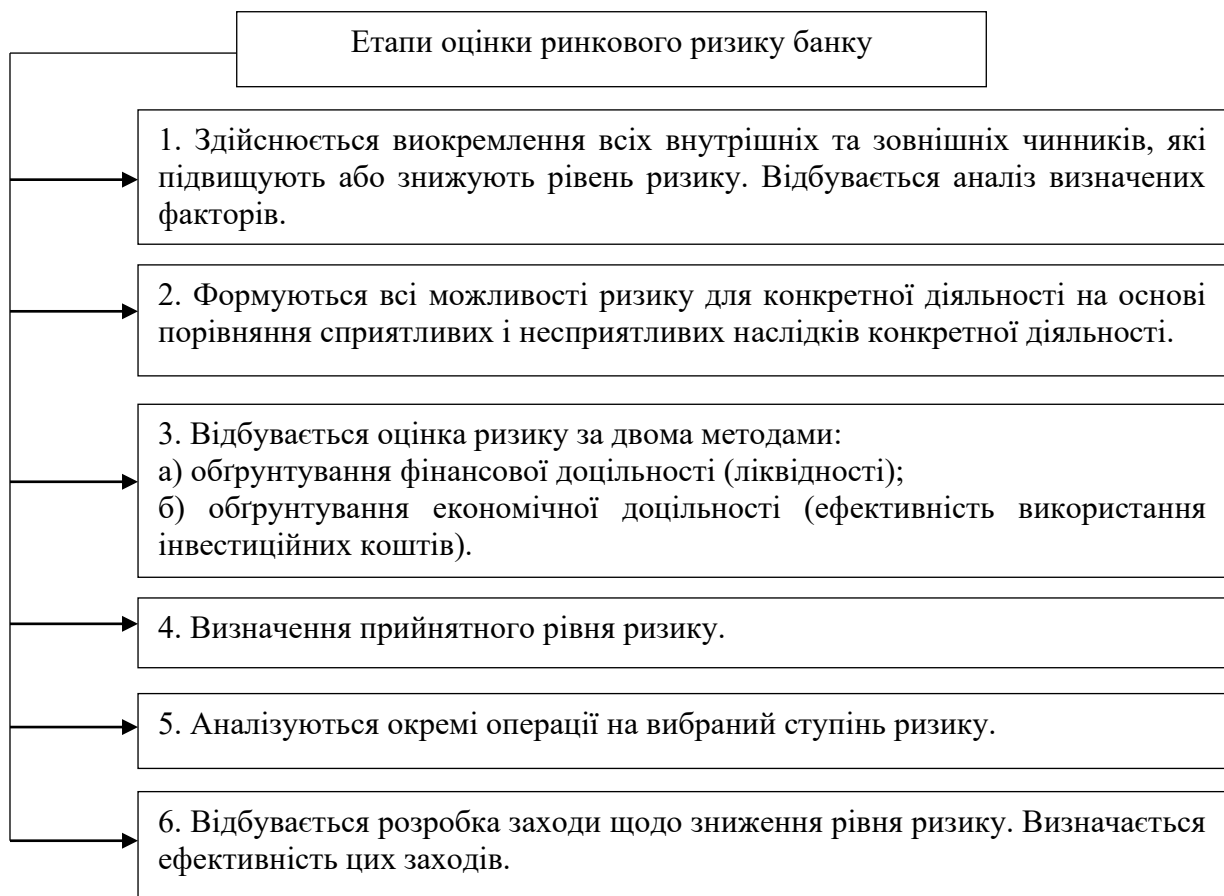 Етапи оцінки ринкового ризику банку
1. Здійснюється виокремлення всіх внутрішніх та зовнішніх чинників, які
підвищують або знижують рівень ризику. Відбувається аналіз визначених
факторів.
2. Формуються всі можливості ризику для конкретної діяльності на основі
порівняння сприятливих і несприятливих наслідків конкретної діяльності.
3. Відбувається оцінка ризику за двома методами:
а) обґрунтування фінансової доцільності (ліквідності);
б) обґрунтування економічної доцільності (ефективність використання
інвестиційних коштів).
4. Визначення прийнятного рівня ризику.
5. Аналізуються окремі операції на вибраний ступінь ризику.
6. Відбувається розробка заходи щодо зниження рівня ризику. Визначається
ефективність цих заходів.